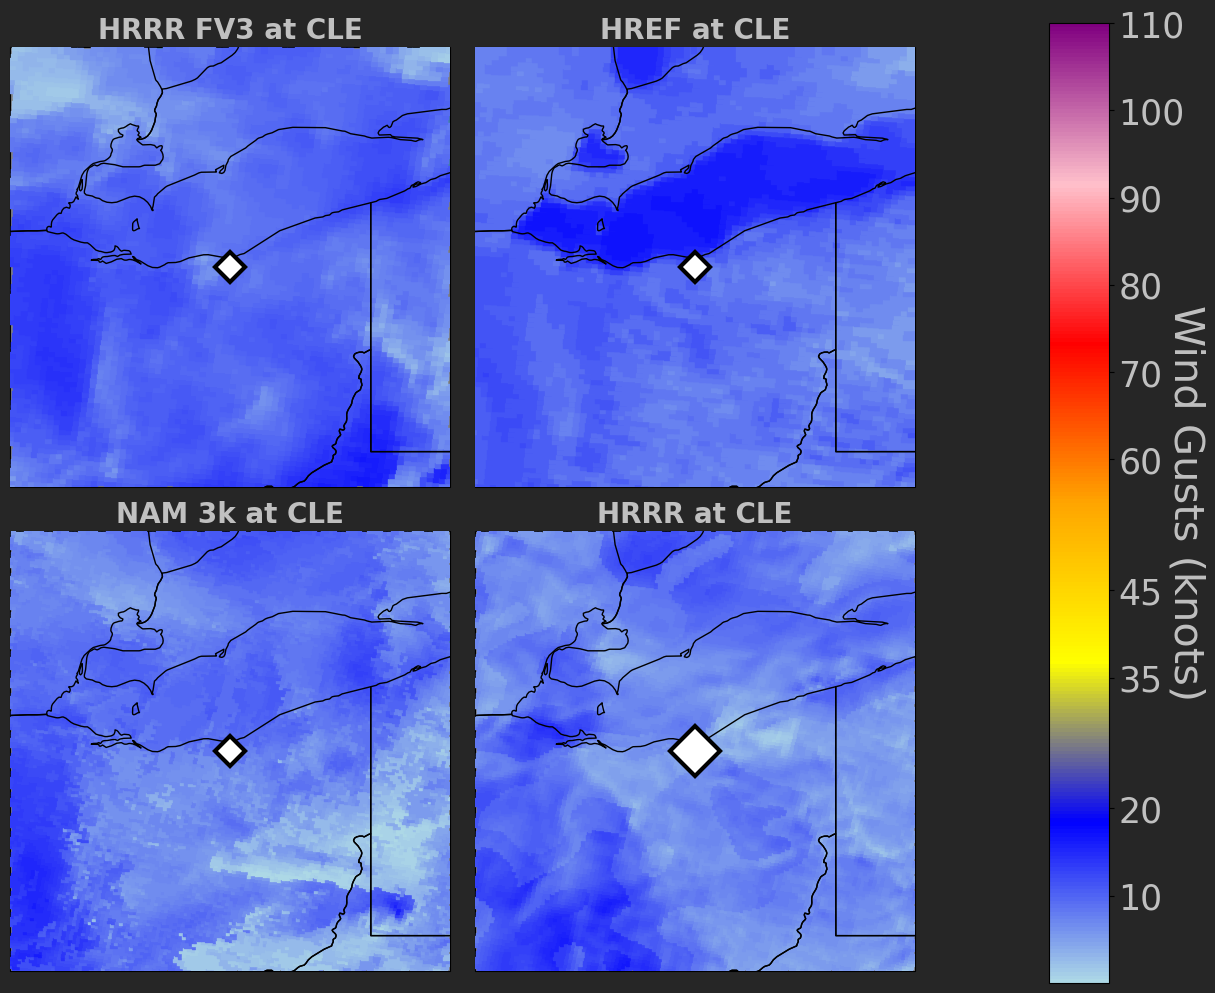 HRRR FV3 at CLE
HREF at CLE
NAM 3k at CLE
HRRR at CLE
110
100
90
80
70
60
45
35
20
10
Wind Gusts (knots)